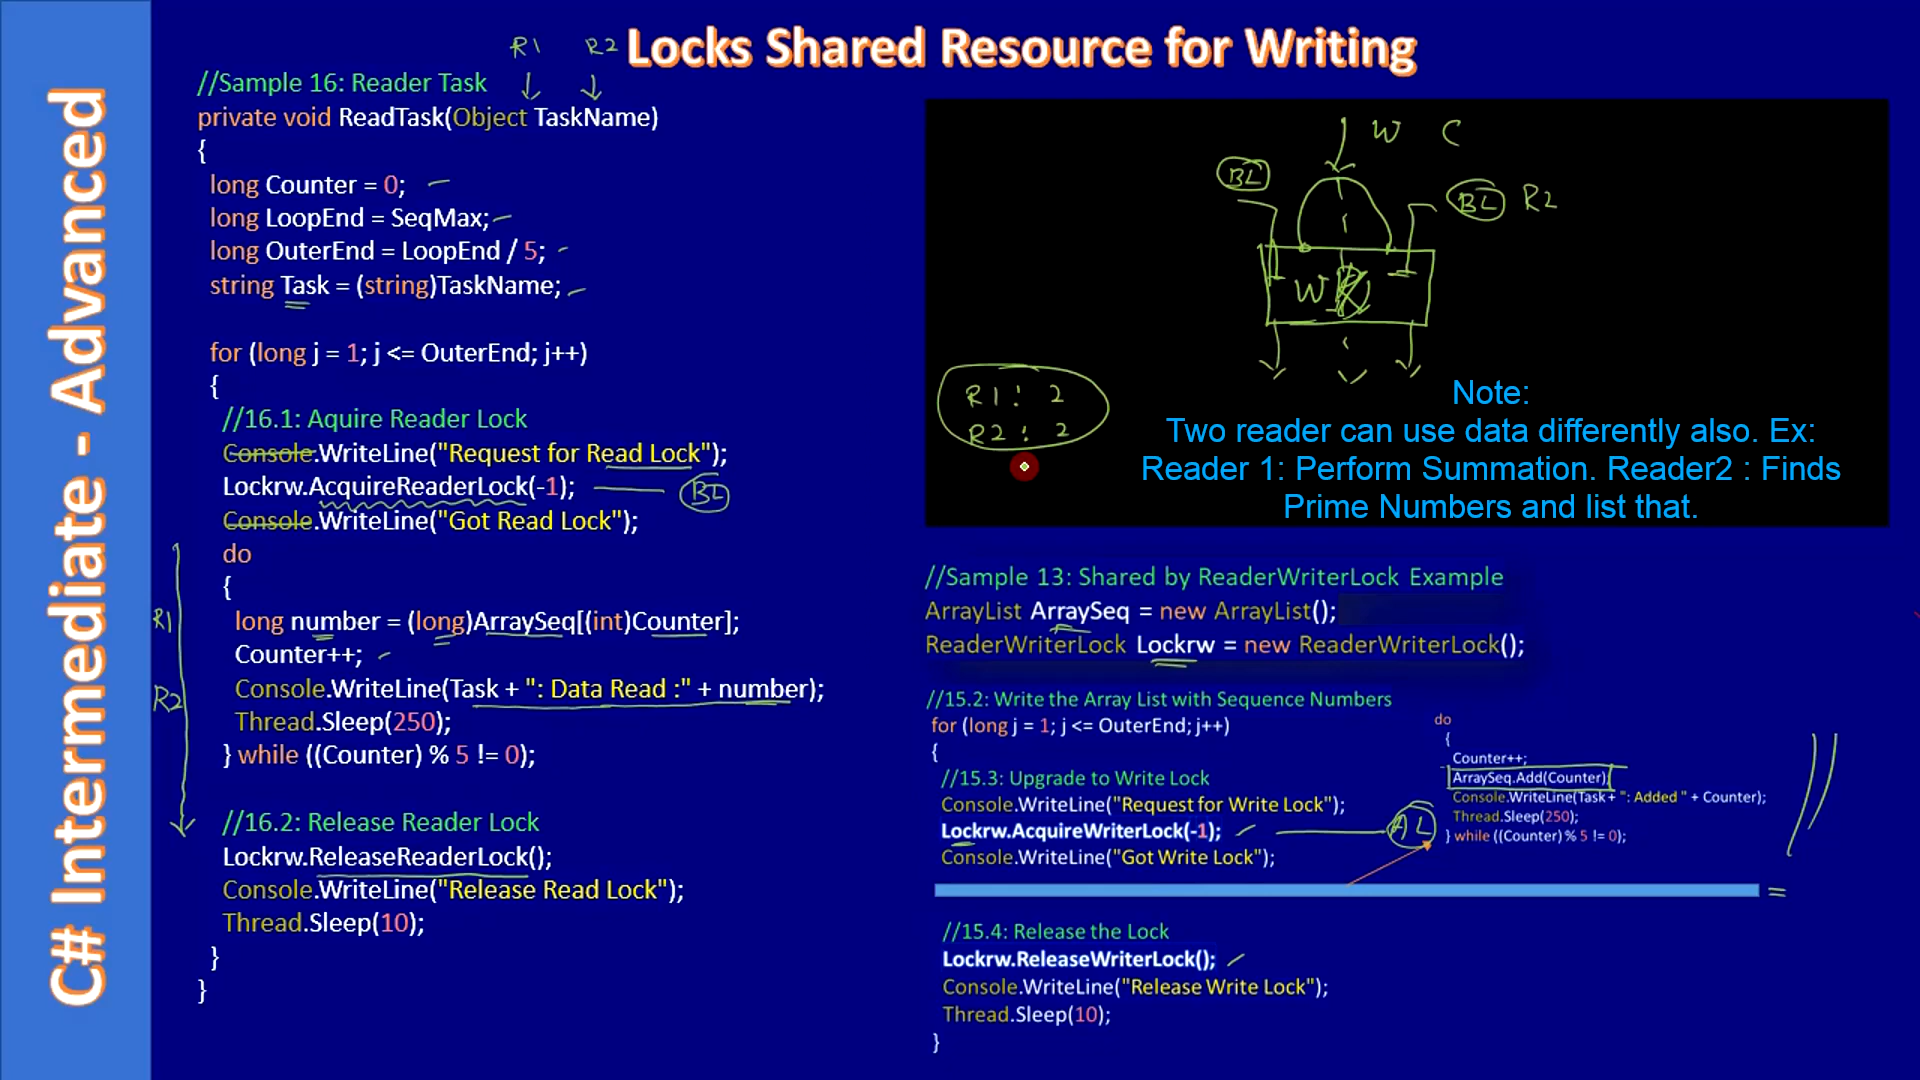 C# Intermediate - Advanced
Locks Shared Resource for Writing
R1 R2
//Sample 16: Reader Task
private void ReadTask(Object TaskName)
{
long Counter = 0;
long LoopEnd = SeqMax;
long OuterEnd = LoopEnd / 5;
string Task = (string)TaskName;
for (long j = 1; j <= OuterEnd; j++)
{
//16.1: Aquire Reader Lock
Console.WriteLine("Request for Read Lock");
Lockrw.AcquireReaderLock(-1);
BL
Console.WriteLine("Got Read Lock");
do
{
R1
long number = (long)ArraySeq[(int)Counter];
Counter++;
R2
Console.WriteLine(Task + ": Data Read :" + number);
Thread.Sleep(250);
} while ((Counter) % 5 != 0);
//16.2: Release Reader Lock
Lockrw.ReleaseReaderLock();
Console.WriteLine("Release Read Lock");
Thread.Sleep(10);
}
}
W C
BL
BL R2
W
R1: 2
R2: 2
Note:
Two reader can use data differently also. Ex:
Reader 1: Perform Summation. Reader2 : Finds
Prime Numbers and list that.
//Sample 13: Shared by ReaderWriterLock Example
ArrayList ArraySeq = new ArrayList();
ReaderWriterLock Lockrw = new ReaderWriterLock();
//15.2: Write the Array List with Sequence Numbers
for (long j = 1; j <= OuterEnd; j++)
{
//15.3: Upgrade to Write Lock
Console.WriteLine("Request for Write Lock");
Lockrw.AcquireWriterLock(-1);
AL
Console.WriteLine("Got Write Lock");
do
{
Counter++;
ArraySeq.Add(Counter);
Console.WriteLine(Task + ": Added " + Counter);
Thread.Sleep(250);
} while ((Counter) % 5 != 0);
//15.4: Release the Lock
Lockrw.ReleaseWriterLock();
Console.WriteLine("Release Write Lock");
Thread.Sleep(10);
}